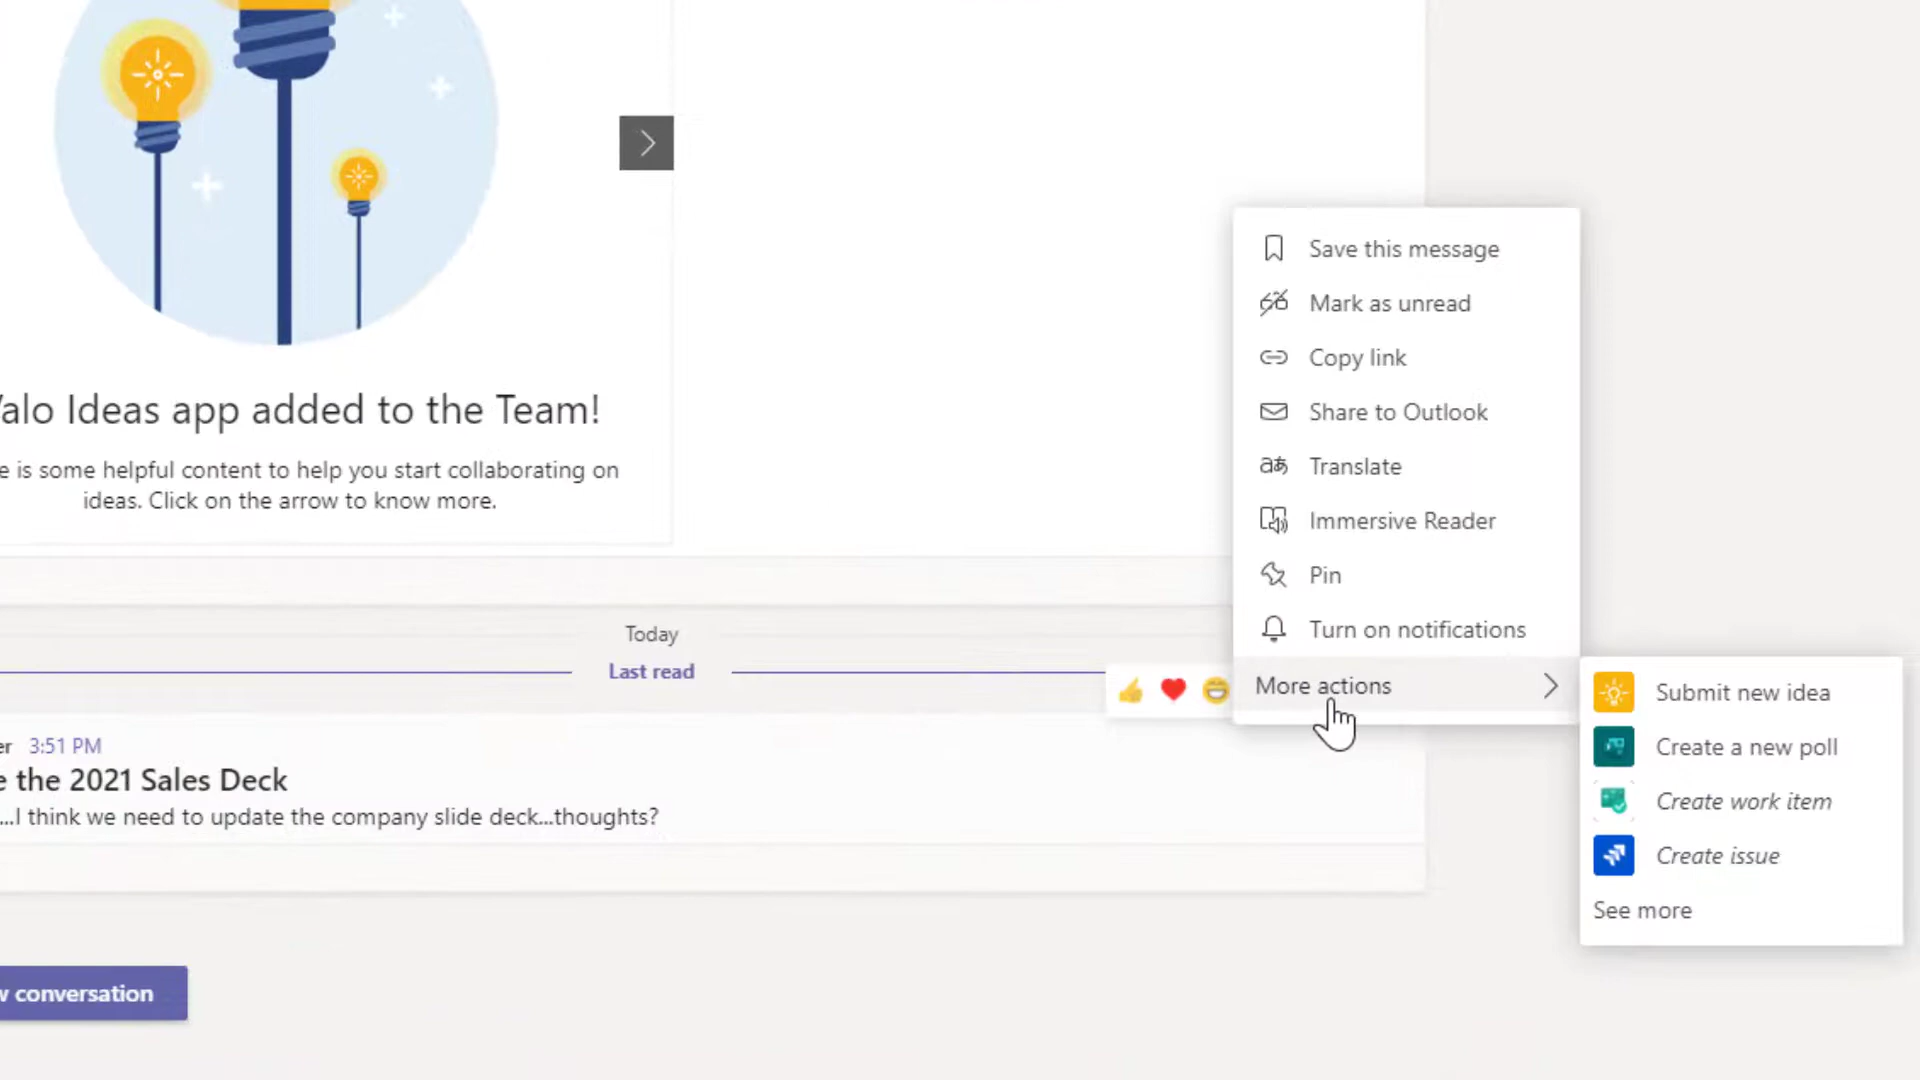 alo Ideas app added to the Team!
e is some helpful content to help you start collaborating on
ideas. Click on the arrow to know more.
Today
Last read
er 3:51 PM
e the 2021 Sales Deck
...I think we need to update the company slide deck...thoughts?
w conversation
Save this message
Mark as unread
Copy link
Share to Outlook
Translate
Immersive Reader
Pin
Turn on notifications
More actions
Submit new idea
Create a new poll
Create work item
Create issue
See more